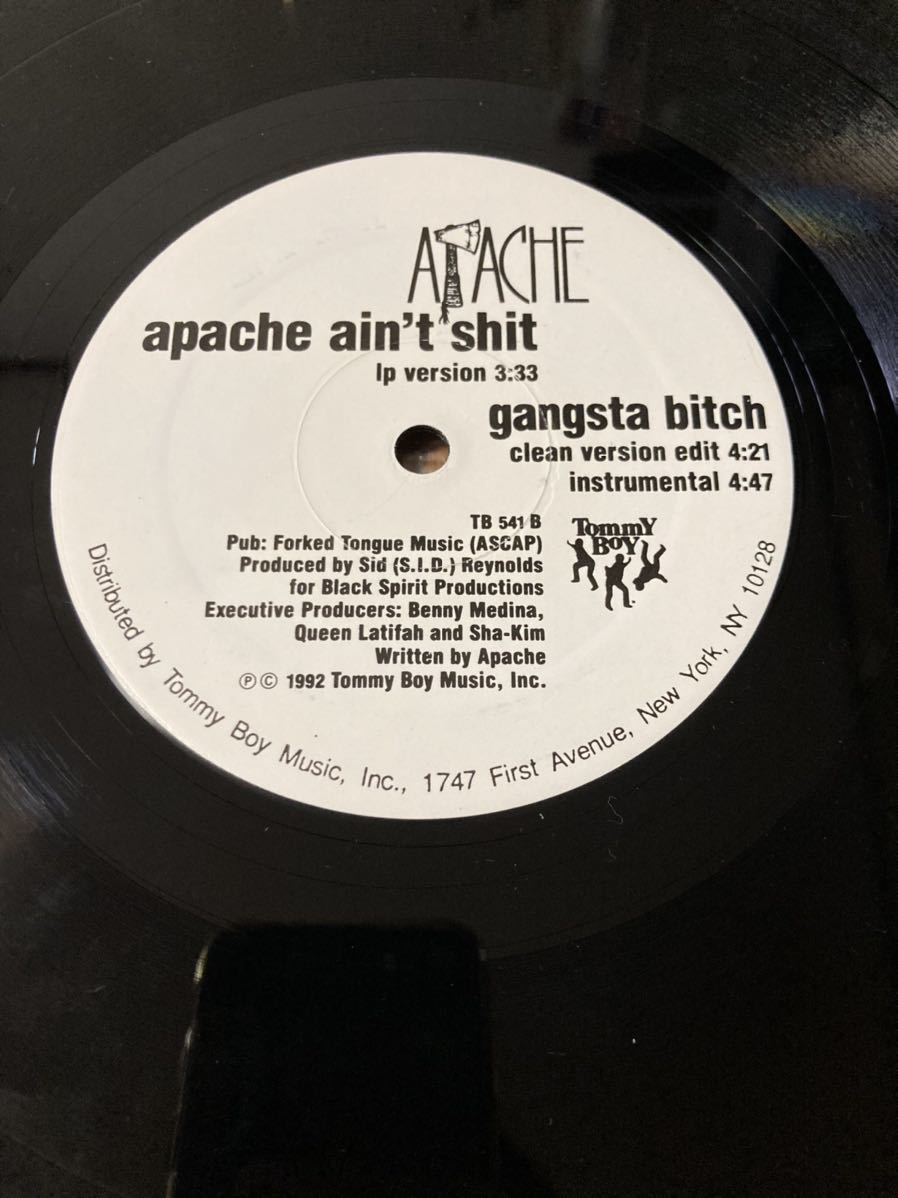 APACHE
apache ain't shit
lp version 3:33
gangsta bitch
clean version edit 4:21
instrumental 4:47
TB 541 B
Pub: Forked Tongue Music (ASCAP)
Produced by Sid (S.I.D.) Reynolds
for Black Spirit Productions
Executive Producers: Benny Medina,
Queen Latifah and Sha-Kim
Written by Apache
℗© 1992 Tommy Boy Music, Inc.
TommY
BoY
Distributed by Tommy Boy Music, Inc., 1747 First Avenue, New York, NY 10128